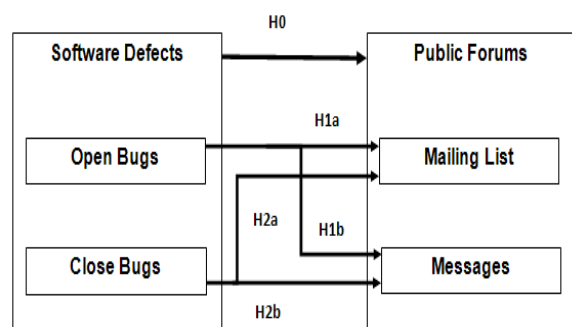 H0
Software Defects
Public Forums
H1a
Open Bugs
Mailing List
H2a
H1b
Close Bugs
Messages
H2b